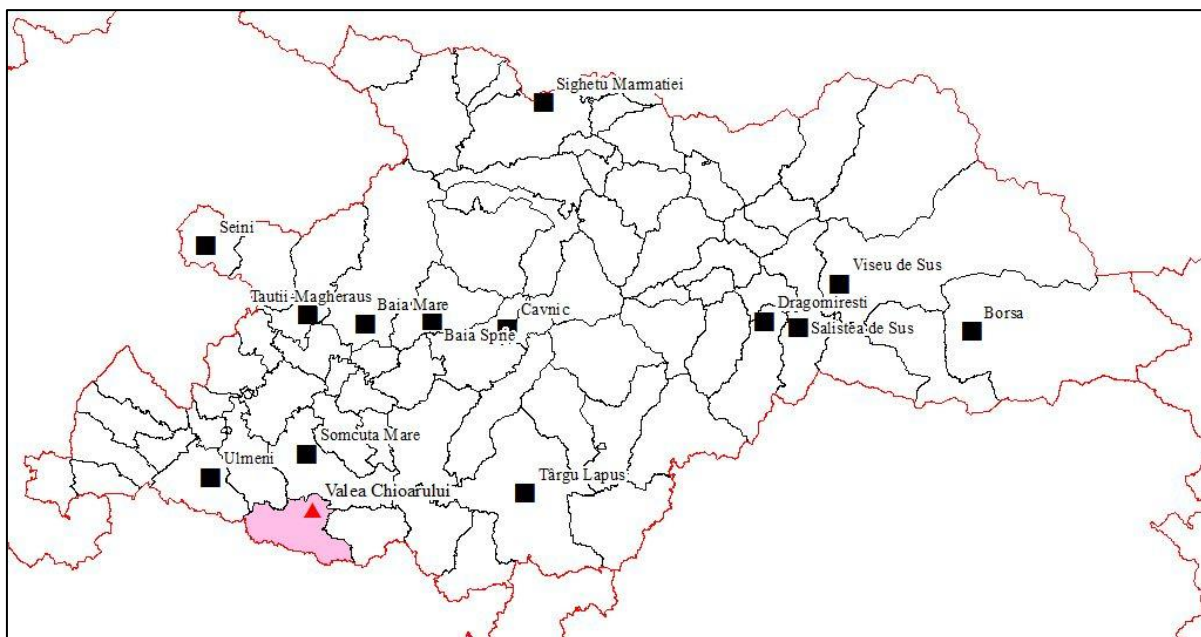 Sighetu Marmatiei
Seini
Viseu de Sus
Tautii-Magheraus
Baia Mare
Cavnic
Dragomiresti
Borsa
Baia Sprie
Salistea de Sus
Somcuta Mare
Ulmeni
Târgu Lapus
Valea Chioarului